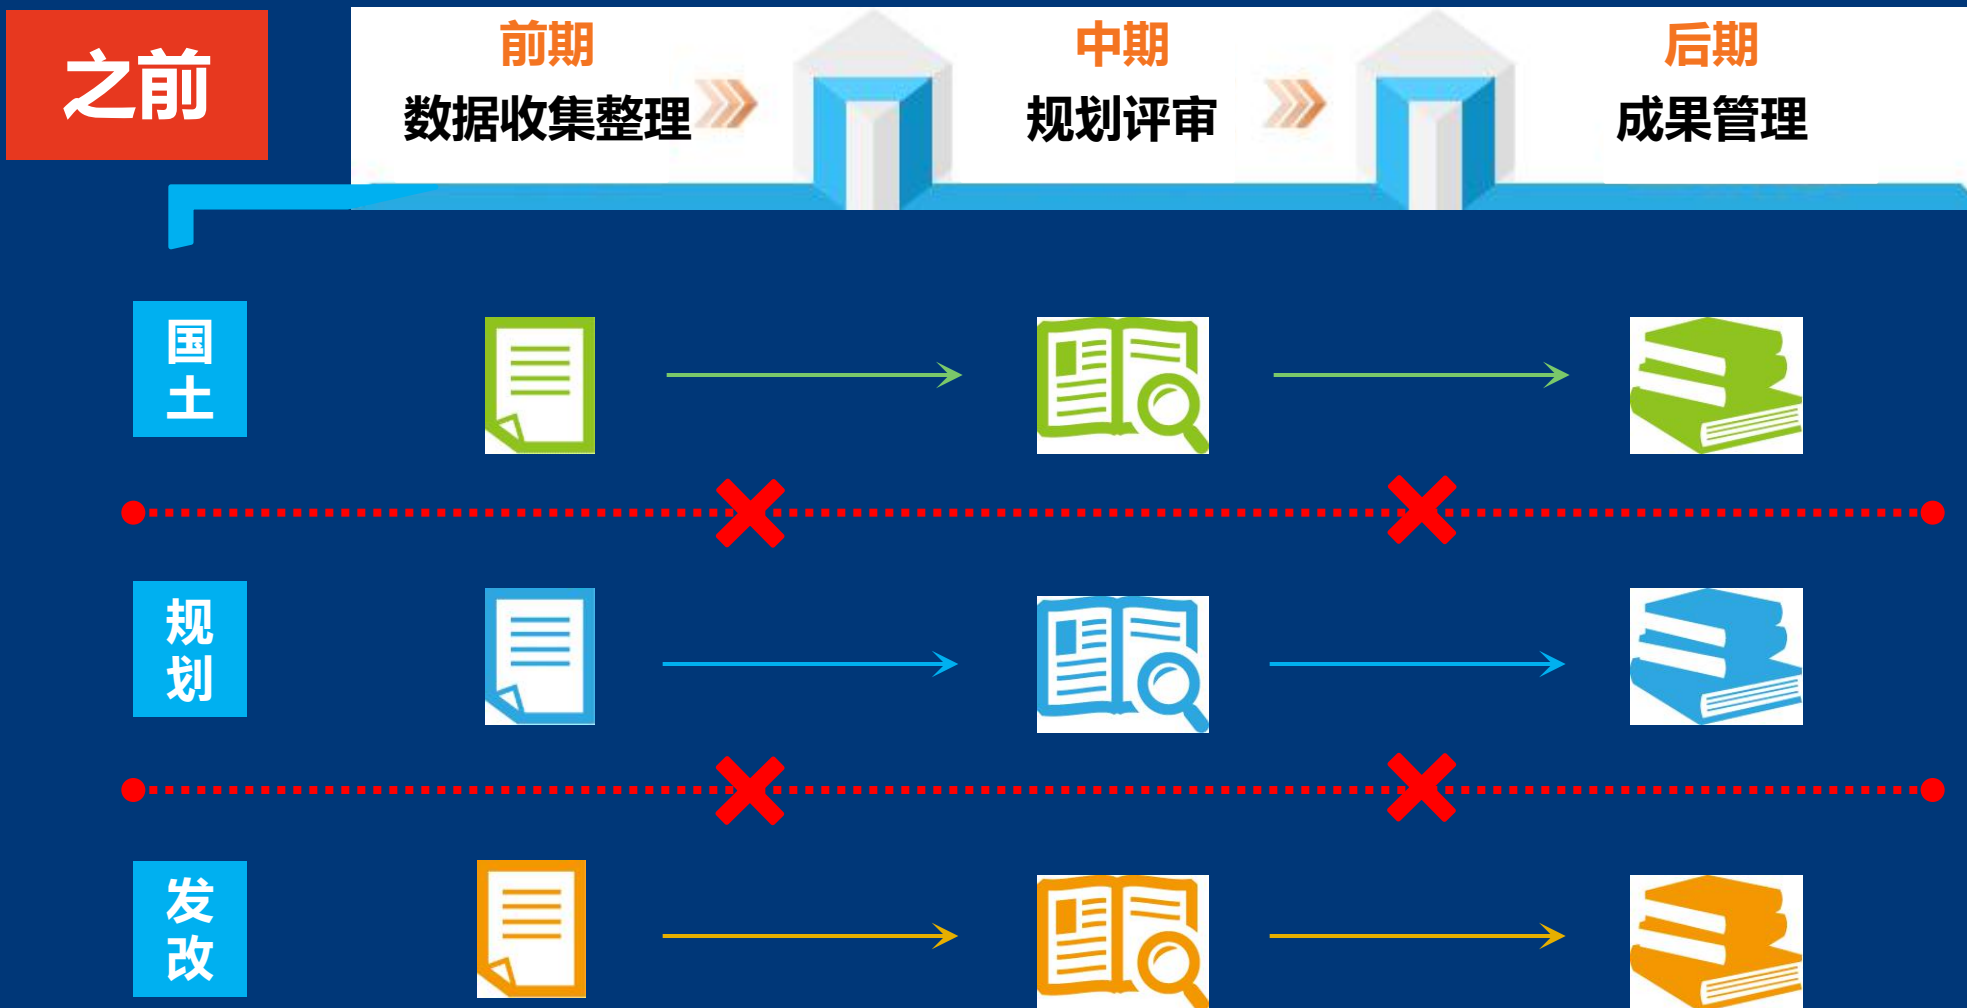 之前
前期
中期
后期
数据收集整理
规划评审
成果管理
国
土
规
划
发
改